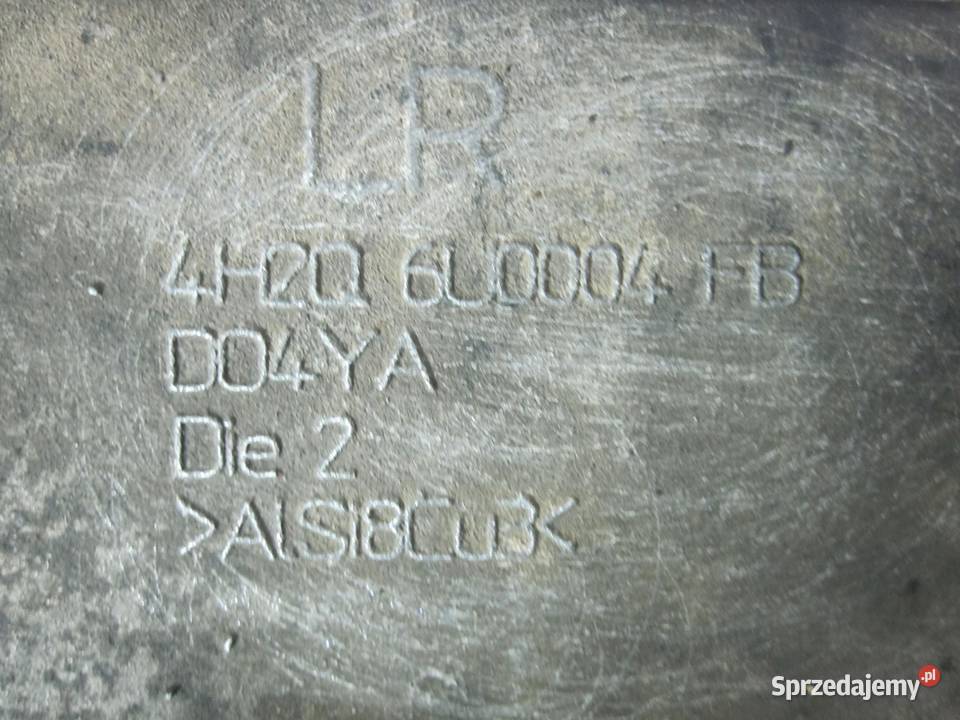 LR
4H2Q 6U0004 FB
D04YA
Die 2
>AlSi8Cu3<
Sprzedajemy.pl